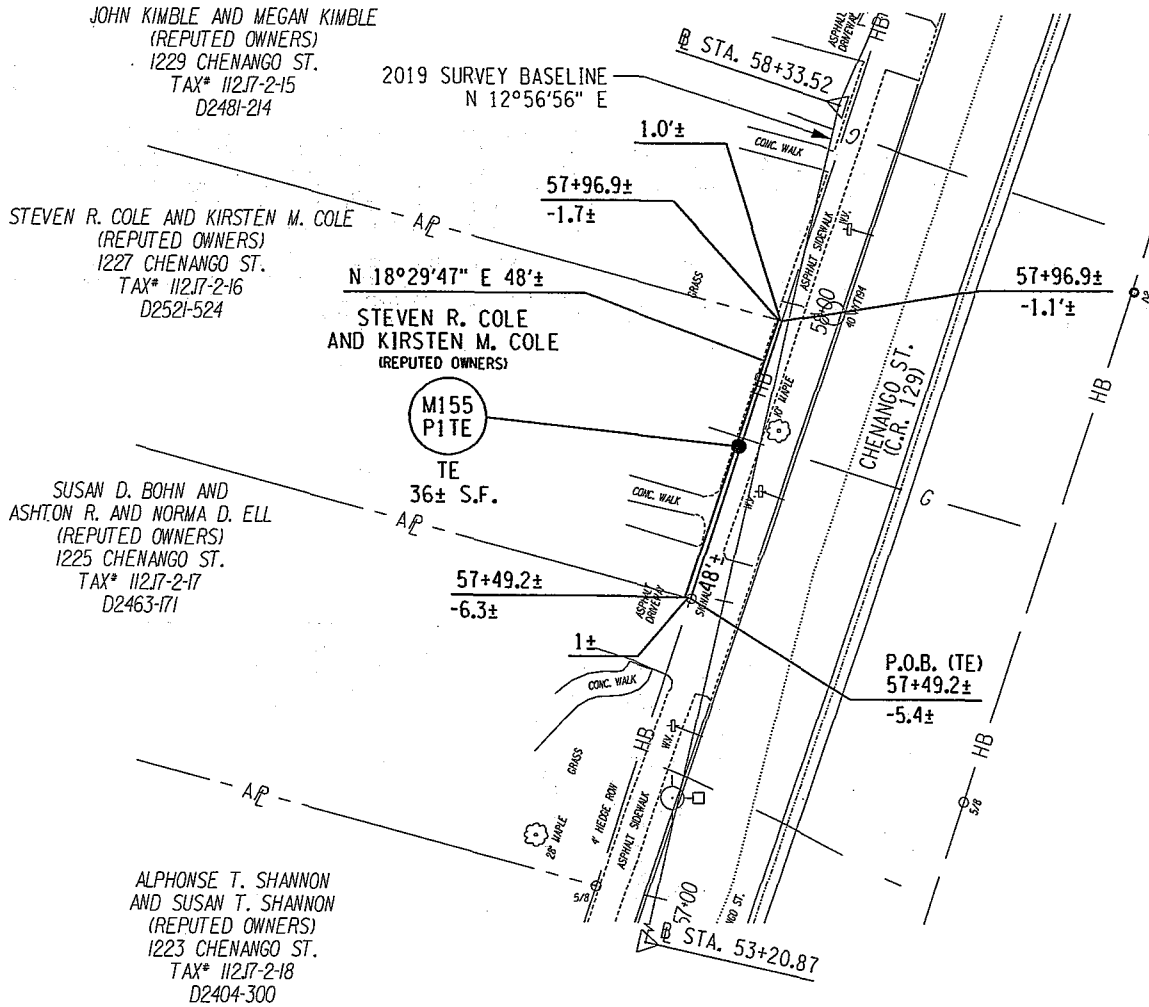 JOHN KIMBLE AND MEGAN KIMBLE
(REPUTED OWNERS)
1229 CHENANGO ST.
TAX# 112.17-2-15
D2481-214
2019 SURVEY BASELINE
N 12°56'56" E
STA. 58+33.52
ASPHALT
DRIVEWAY
HB
1.0'±
CONC. WALK
G
57+96.9±
-1.7±
STEVEN R. COLE AND KIRSTEN M. COLE
(REPUTED OWNERS)
1227 CHENANGO ST.
TAX# 112.17-2-16
D2521-524
N 18°29'47" E 48'±
GRASS
ASPHALT SIDEWALK
W.V.
58+00
57+96.9±
-1.1'±
STEVEN R. COLE
AND KIRSTEN M. COLE
(REPUTED OWNERS)
M155
P1TE
TE
36± S.F.
HB
10" MAPLE
CHENANGO ST.
(C.R. 129)
HB
SUSAN D. BOHN AND
ASHTON R. AND NORMA D. ELL
(REPUTED OWNERS)
1225 CHENANGO ST.
TAX# 112.17-2-17
D2463-171
CONC. WALK
W.V.
G
57+49.2±
-6.3±
ASPHALT
DRIVEWAY
SIGNAL
48'±
1±
P.O.B. (TE)
57+49.2±
-5.4±
CONC. WALK
HB
W.V.
HB
GRASS
4' HEDGE ROW
ASPHALT SIDEWALK
28" MAPLE
5/8
5/8
57+00
STA. 53+20.87
ALPHONSE T. SHANNON
AND SUSAN T. SHANNON
(REPUTED OWNERS)
1223 CHENANGO ST.
TAX# 112.17-2-18
D2404-300